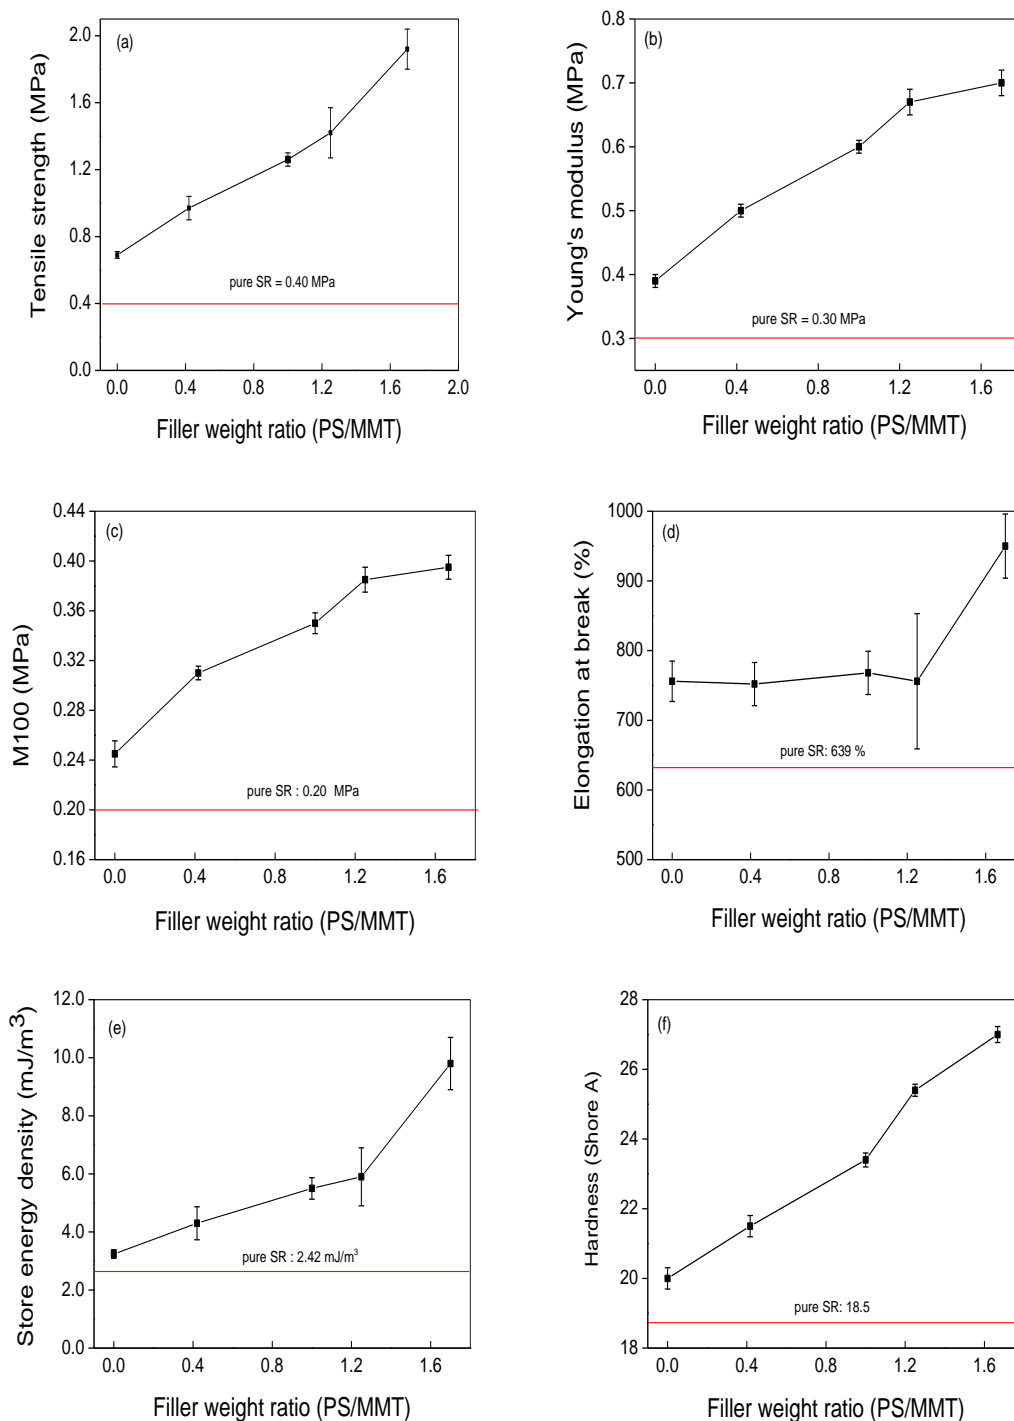 (a)
Tensile strength (MPa)
2.0
1.6
1.2
0.8
0.4
0.0
pure SR = 0.40 MPa
0.0 0.4 0.8 1.2 1.6 2.0
Filler weight ratio (PS/MMT)
(b)
Young's modulus (MPa)
0.8
0.7
0.6
0.5
0.4
0.3
pure SR = 0.30 MPa
0.0 0.4 0.8 1.2 1.6
Filler weight ratio (PS/MMT)
(c)
M100 (MPa)
0.44
0.40
0.36
0.32
0.28
0.24
0.20
0.16
pure SR : 0.20 MPa
0.0 0.4 0.8 1.2 1.6
Filler weight ratio (PS/MMT)
(d)
Elongation at break (%)
1000
900
800
700
600
500
pure SR: 639 %
0.0 0.4 0.8 1.2 1.6
Filler weight ratio (PS/MMT)
(e)
Store energy density (mJ/m³)
12.0
10.0
8.0
6.0
4.0
2.0
0.0
pure SR : 2.42 mJ/m³
0.0 0.4 0.8 1.2 1.6
Filler weight ratio (PS/MMT)
(f)
Hardness (Shore A)
28
26
24
22
20
18
pure SR: 18.5
0.0 0.4 0.8 1.2 1.6
Filler weight ratio (PS/MMT)